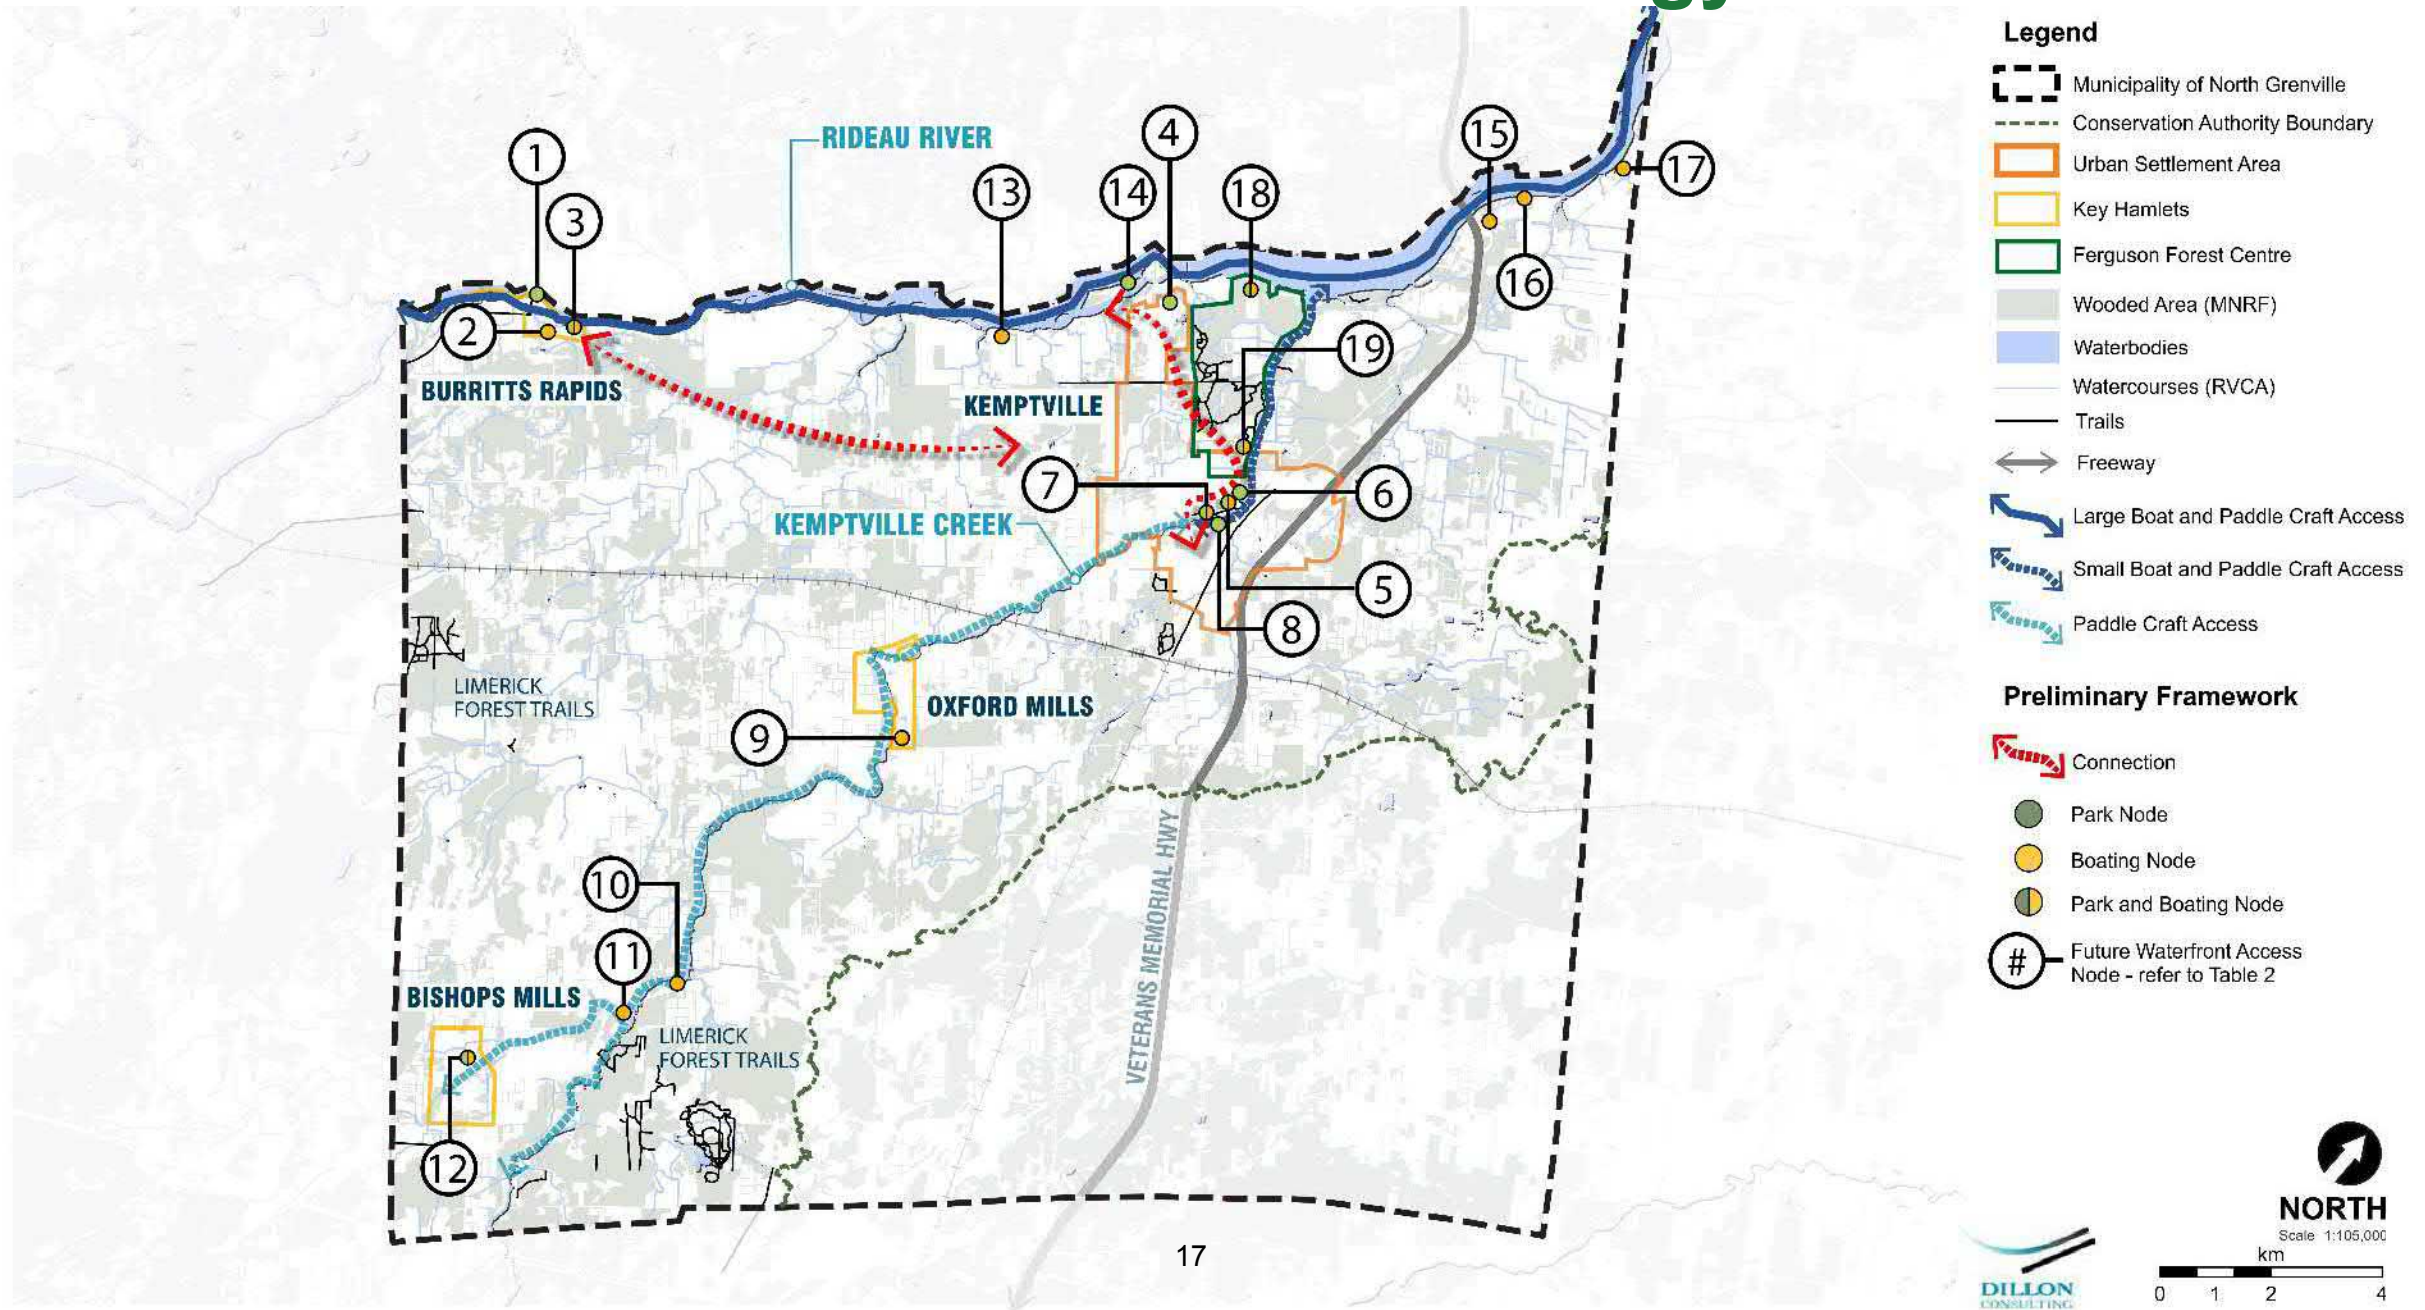 gy
1
3
2
RIDEAU RIVER
13
14
4
18
15
16
17
19
BURRITTS RAPIDS
KEMPTVILLE
7
6
KEMPTVILLE CREEK
5
8
LIMERICK
FOREST TRAILS
OXFORD MILLS
9
10
11
BISHOPS MILLS
LIMERICK
FOREST TRAILS
12
VETERANS MEMORIAL HWY
17
Legend
Municipality of North Grenville
Conservation Authority Boundary
Urban Settlement Area
Key Hamlets
Ferguson Forest Centre
Wooded Area (MNRF)
Waterbodies
Watercourses (RVCA)
Trails
Freeway
Large Boat and Paddle Craft Access
Small Boat and Paddle Craft Access
Paddle Craft Access
Preliminary Framework
Connection
Park Node
Boating Node
Park and Boating Node
#
Future Waterfront Access
Node - refer to Table 2
NORTH
Scale 1:105,000
km
0 1 2 4
DILLON
CONSULTING